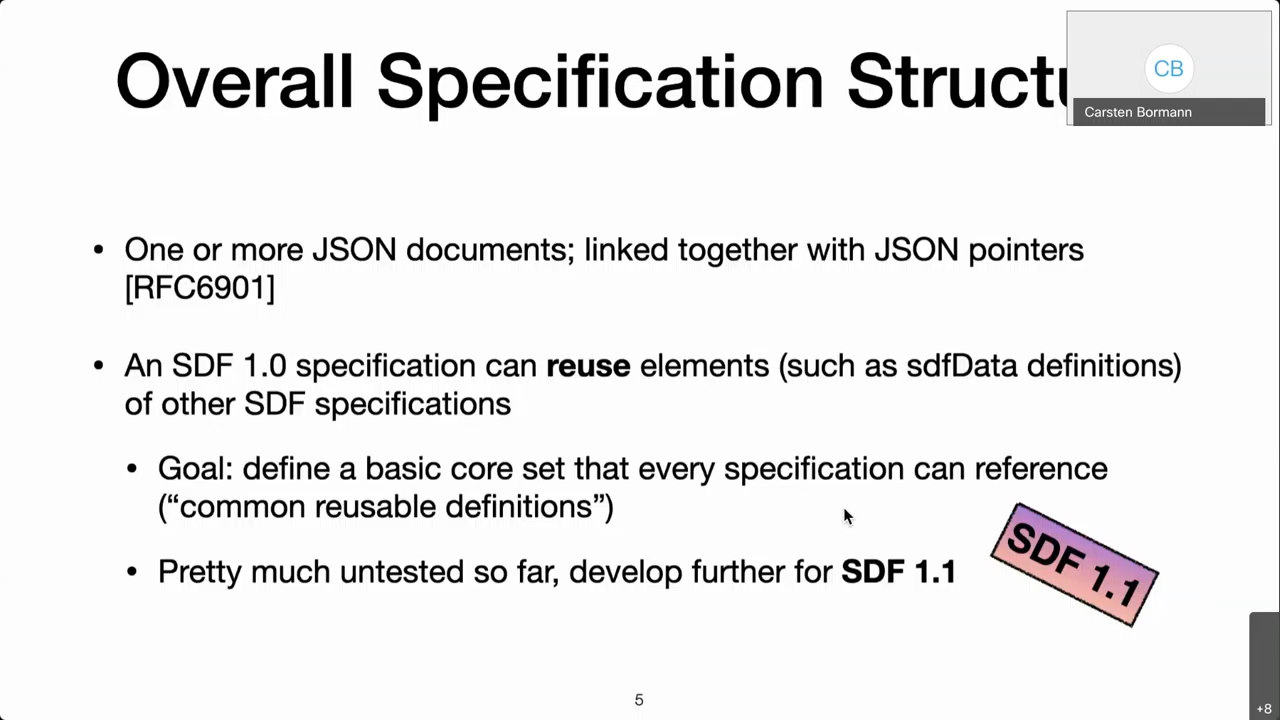 Overall Specification Struct
CB
Carsten Bormann
• One or more JSON documents; linked together with JSON pointers
[RFC6901]
• An SDF 1.0 specification can reuse elements (such as sdfData definitions)
of other SDF specifications
• Goal: define a basic core set that every specification can reference
(“common reusable definitions”)
• Pretty much untested so far, develop further for SDF 1.1
SDF 1.1
5
+8